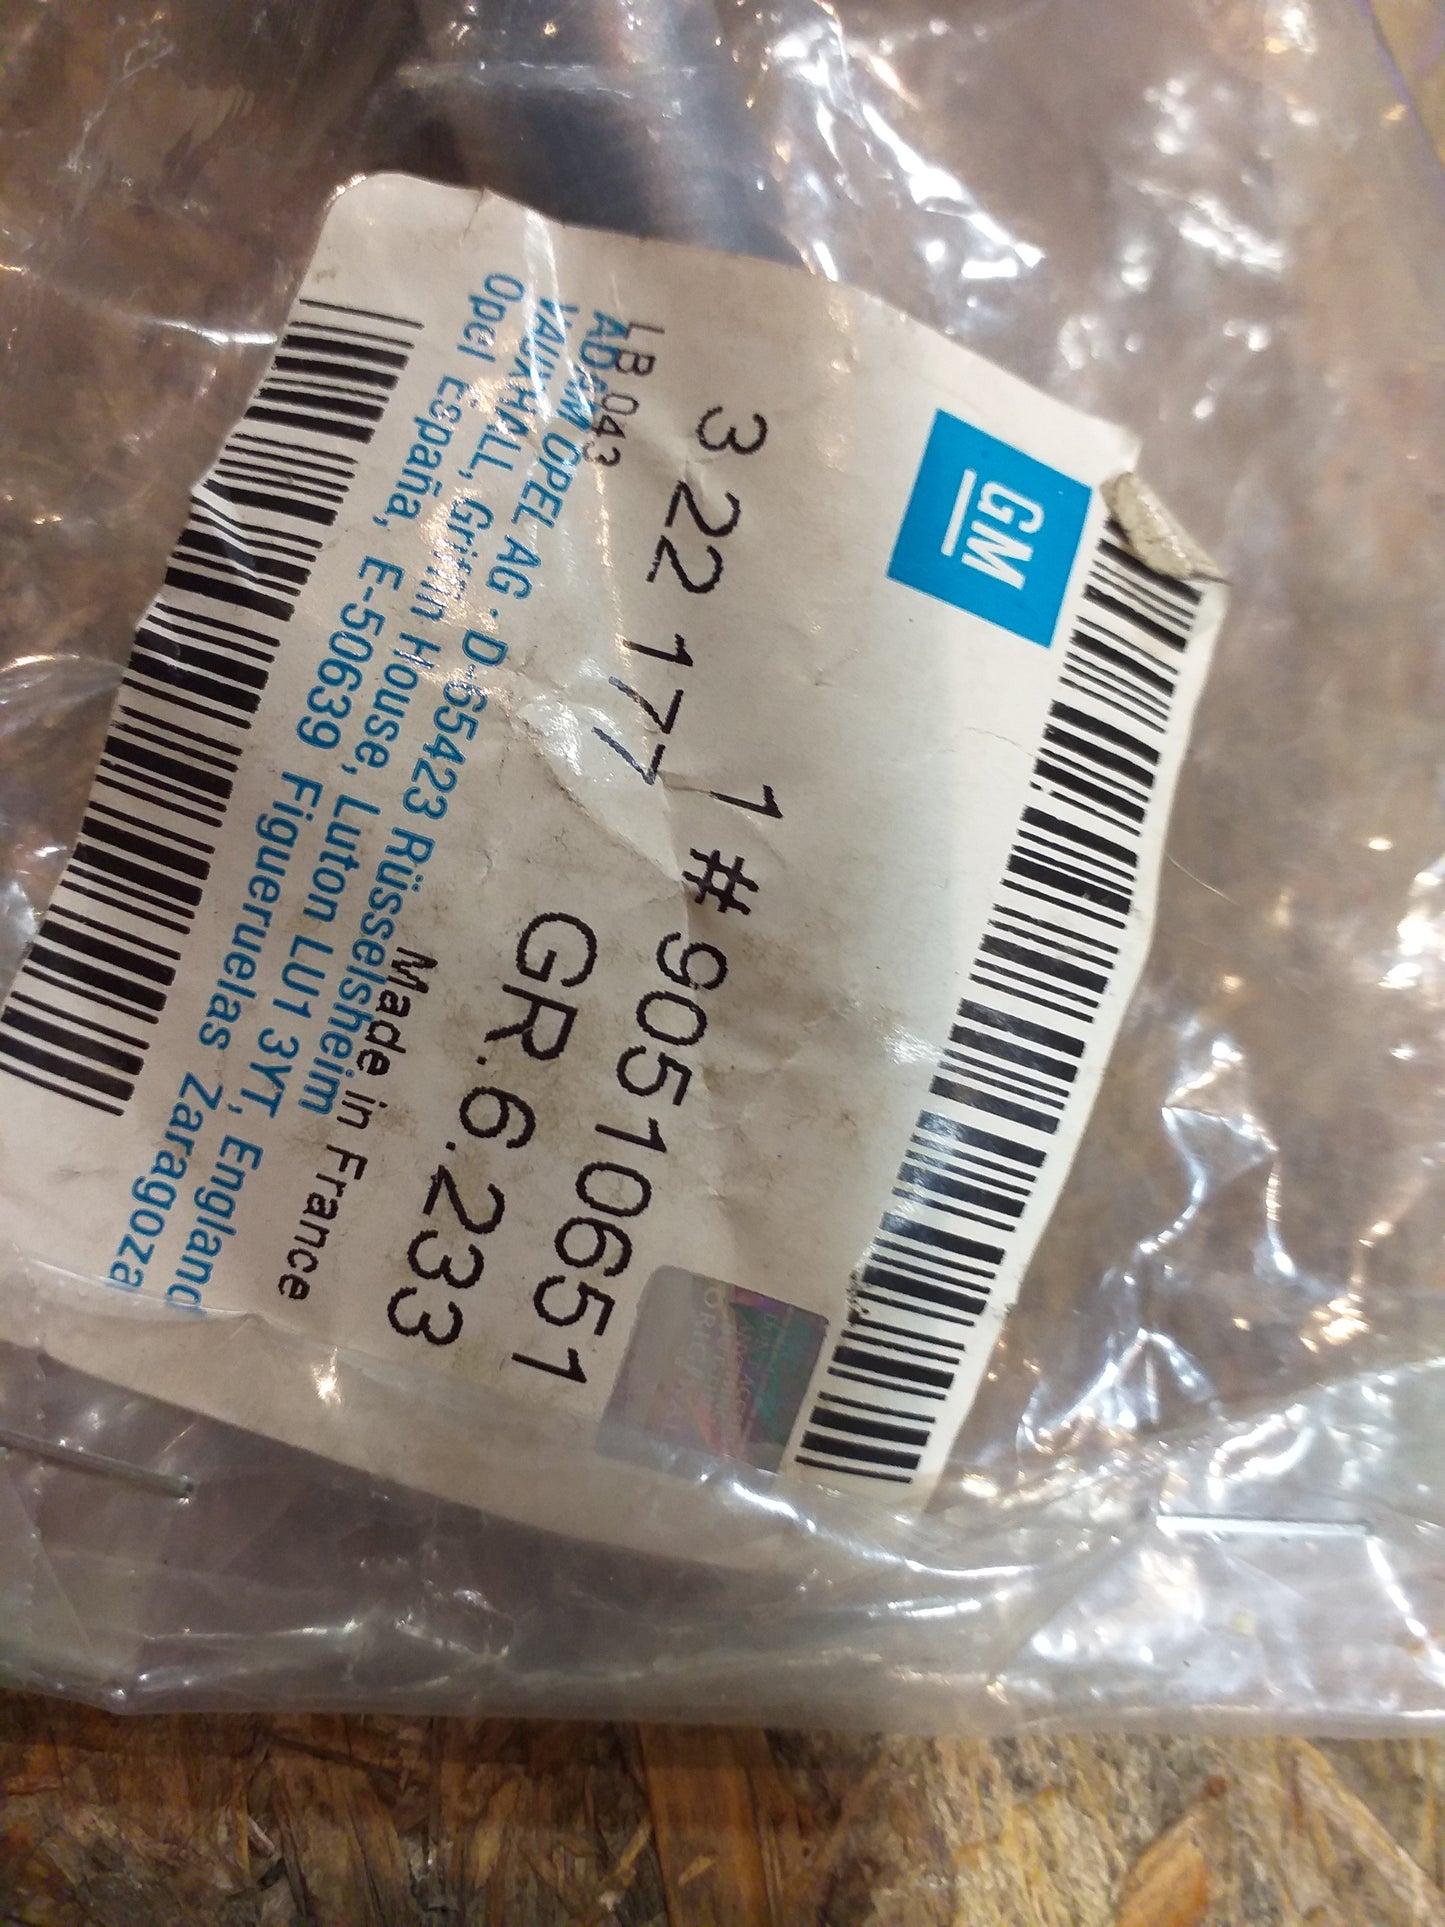 GM
1 # 90510651
3 22 177
GR.6.233
LB 043
Made in France
ADAM OPEL AG · D-65423 Rüsselsheim
VAUXHALL, Griffin House, Luton LU1 3YT, England
Opel España, E-50639 Figueruelas Zaragoza